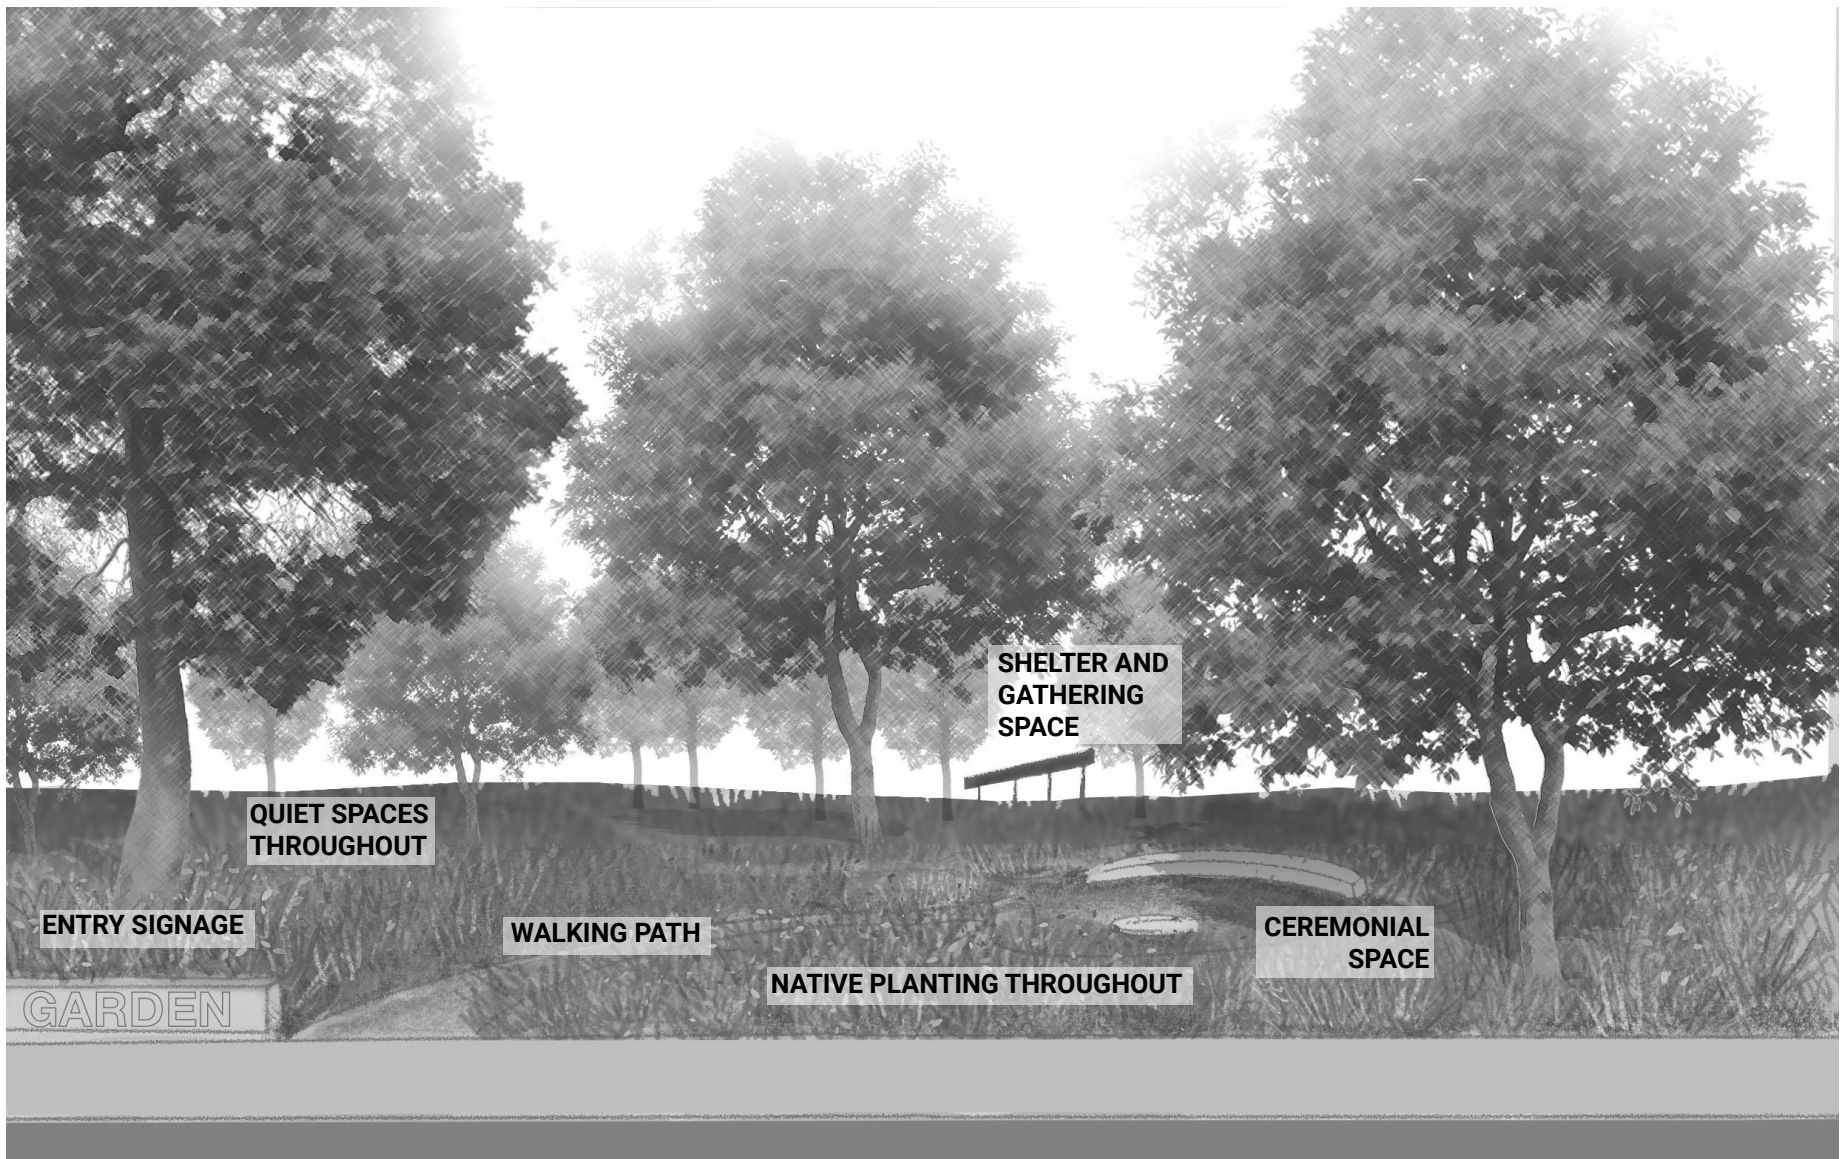 SHELTER AND
GATHERING
SPACE
QUIET SPACES
THROUGHOUT
ENTRY SIGNAGE
WALKING PATH
CEREMONIAL
SPACE
NATIVE PLANTING THROUGHOUT
GARDEN